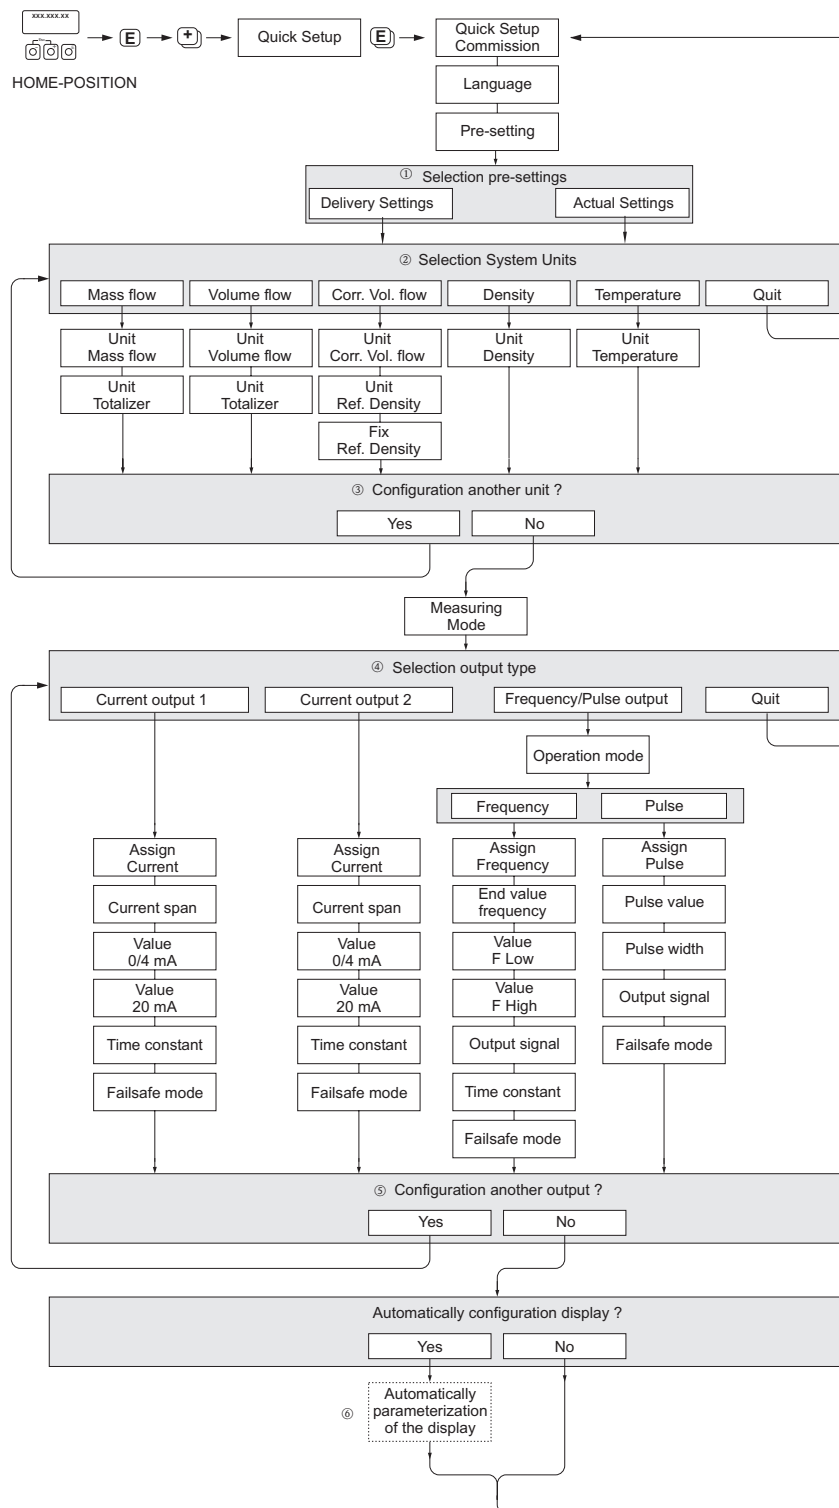 xxx.xxx.xx
Esc
E
+
Quick Setup
E
Quick Setup
Commission
HOME-POSITION
Language
Pre-setting
① Selection pre-settings
Delivery Settings
Actual Settings
② Selection System Units
Mass flow
Volume flow
Corr. Vol. flow
Density
Temperature
Quit
Unit
Mass flow
Unit
Volume flow
Unit
Corr. Vol. flow
Unit
Density
Unit
Temperature
Unit
Totalizer
Unit
Totalizer
Unit
Ref. Density
Fix
Ref. Density
③ Configuration another unit ?
Yes
No
Measuring
Mode
④ Selection output type
Current output 1
Current output 2
Frequency/Pulse output
Quit
Operation mode
Frequency
Pulse
Assign
Current
Assign
Current
Assign
Frequency
Assign
Pulse
Current span
Current span
End value
frequency
Pulse value
Value
0/4 mA
Value
0/4 mA
Value
F Low
Pulse width
Value
20 mA
Value
20 mA
Value
F High
Output signal
Time constant
Time constant
Output signal
Failsafe mode
Failsafe mode
Failsafe mode
Time constant
Failsafe mode
⑤ Configuration another output ?
Yes
No
Automatically configuration display ?
Yes
No
⑥
Automatically
parameterization
of the display